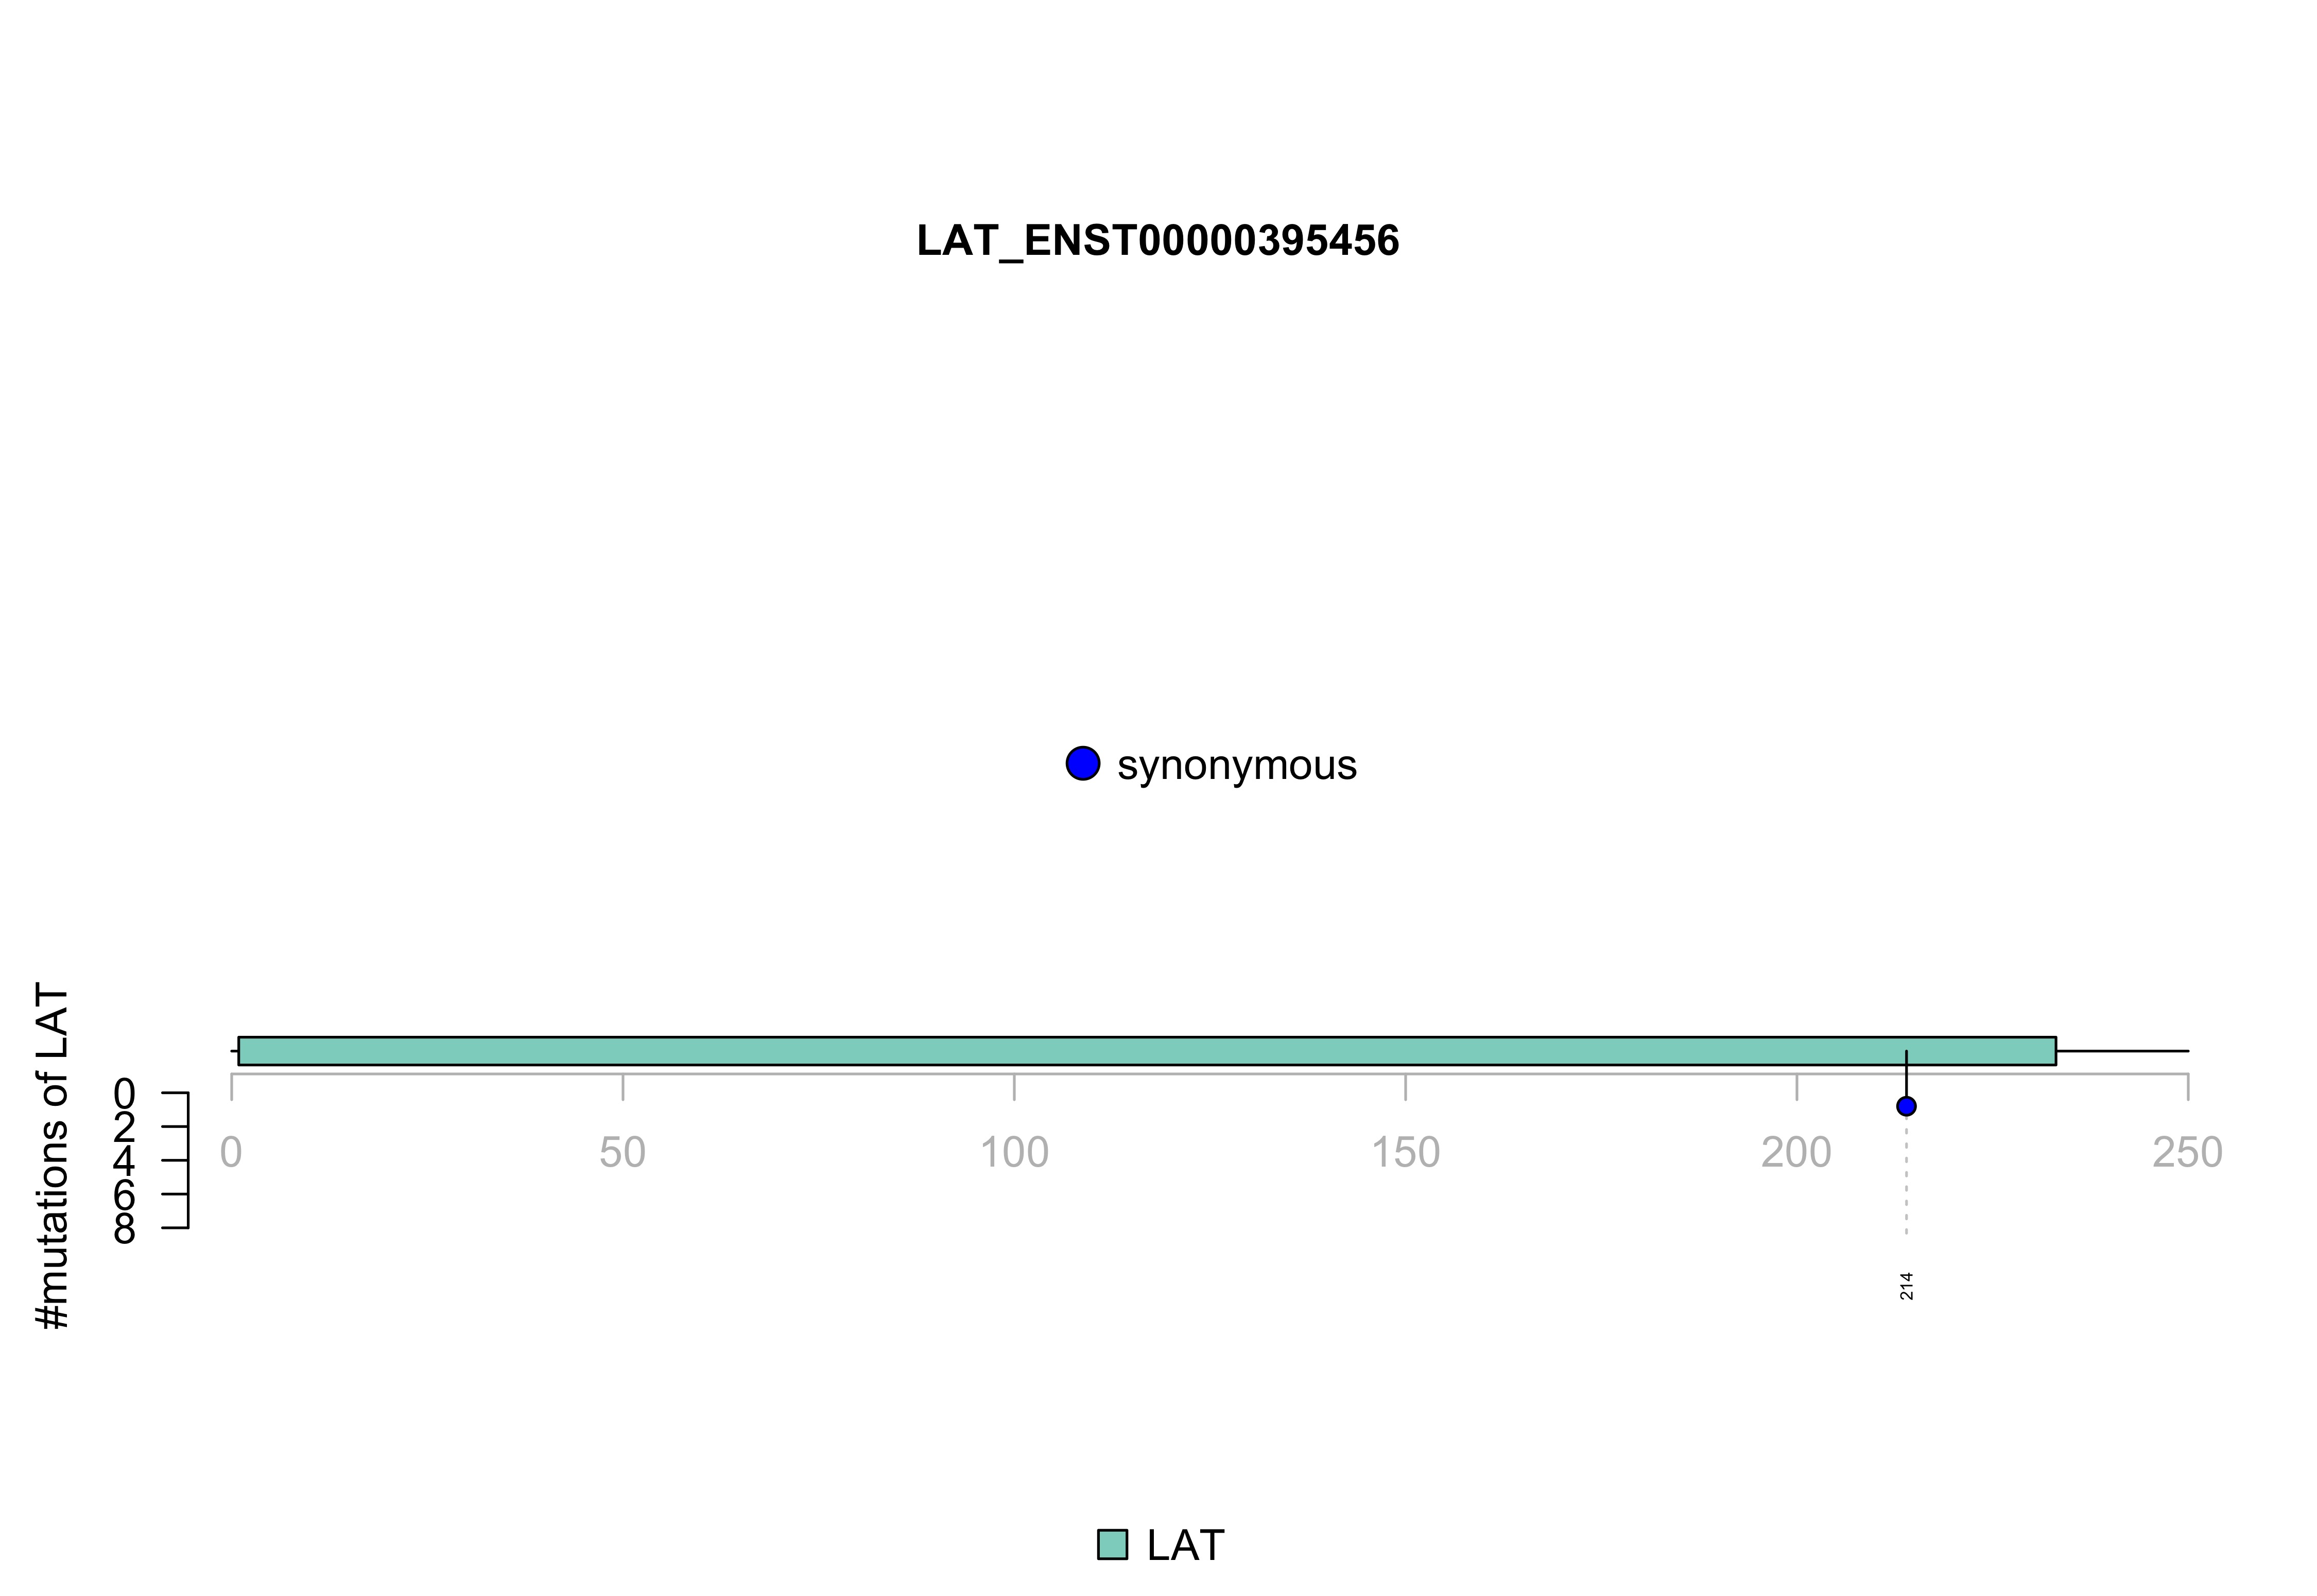 LAT_ENST00000395456
synonymous
#mutations of LAT
0
2
4
6
8
0 50 100 150 200 250
214
LAT